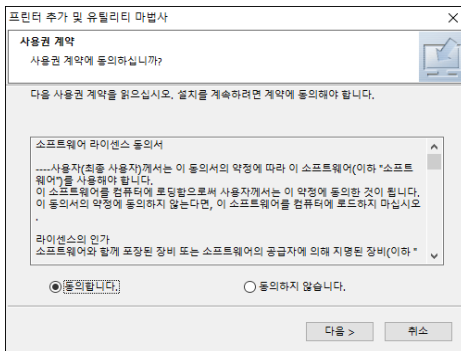 프린터 추가 및 유틸리티 마법사
사용권 계약
사용권 계약에 동의하십니까?
다음 사용권 계약을 읽으십시오. 설치를 계속하려면 계약에 동의해야 합니다.
소프트웨어 라이센스 동의서
----사용자(최종 사용자)께서는 이 동의서의 약정에 따라 이 소프트웨어(이하 "소프트
웨어")를 사용해야 합니다.
이 소프트웨어를 컴퓨터에 로딩함으로써 사용자께서는 이 약정에 동의한 것이 됩니다.
이 동의서의 약정에 동의하지 않는다면, 이 소프트웨어를 컴퓨터에 로드하지 마십시오
.
라이센스의 인가
소프트웨어와 함께 포장된 장비 또는 소프트웨어의 공급자에 의해 지명된 장비(이하 "
동의합니다.
동의하지 않습니다.
다음 >
취소